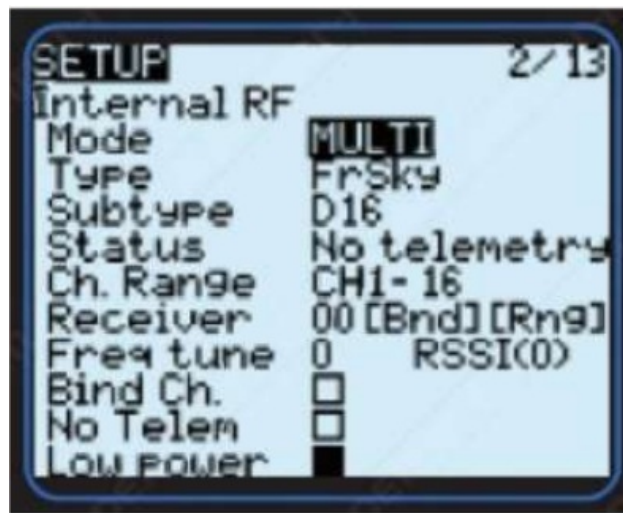 SETUP 2/13
Internal RF
Mode MULTI
Type FrSky
Subtype D16
Status No telemetry
Ch. Range CH1-16
Receiver 00 [Bnd] [Rng]
Freq tune 0 RSSI(0)
Bind Ch.
No Telem
Low power